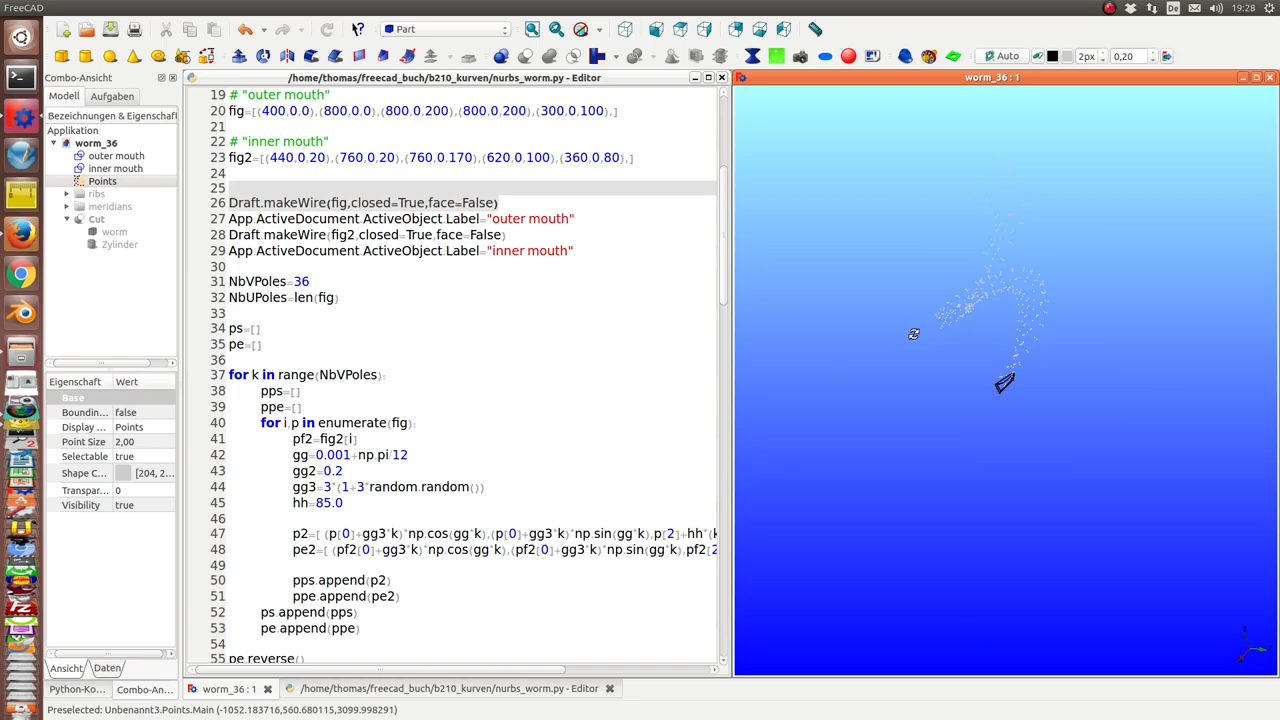 FreeCAD
De
19:28
Part
Auto
2px
0,20
Combo-Ansicht
/home/thomas/freecad_buch/b210_kurven/nurbs_worm.py - Editor
worm_36 : 1
Modell
Aufgaben
Bezeichnungen & Eigenschaft
Applikation
worm_36
outer mouth
inner mouth
Points
ribs
meridians
Cut
worm
Zylinder
Eigenschaft
Wert
Base
Boundin...
false
Display ...
Points
Point Size
2,00
Selectable
true
Shape C...
[204, 2...
Transpar...
0
Visibility
true
Ansicht
Daten
19 # "outer mouth"
20 fig=[(400,0,0),(800,0,0),(800,0,200),(800,0,200),(300,0,100),]
21
22 # "inner mouth"
23 fig2=[(440,0,20),(760,0,20),(760,0,170),(620,0,100),(360,0,80),]
24
25
26 Draft.makeWire(fig,closed=True,face=False)
27 App.ActiveDocument.ActiveObject.Label="outer mouth"
28 Draft.makeWire(fig2,closed=True,face=False)
29 App.ActiveDocument.ActiveObject.Label="inner mouth"
30
31 NbVPoles=36
32 NbUPoles=len(fig)
33
34 ps=[]
35 pe=[]
36
37 for k in range(NbVPoles):
38 pps=[]
39 ppe=[]
40 for i,p in enumerate(fig):
41 pf2=fig2[i]
42 gg=0.001+np.pi/12
43 gg2=0.2
44 gg3=3*(1+3*random.random())
45 hh=85.0
46
47 p2=[ (p[0]+gg3*k)*np.cos(gg*k),(p[0]+gg3*k)*np.sin(gg*k),p[2]+hh*(k
48 pe2=[ (pf2[0]+gg3*k)*np.cos(gg*k),(pf2[0]+gg3*k)*np.sin(gg*k),pf2[2
49
50 pps.append(p2)
51 ppe.append(pe2)
52 ps.append(pps)
53 pe.append(ppe)
54
55 pe.reverse()
Python-Ko...
Combo-An...
worm_36 : 1
/home/thomas/freecad_buch/b210_kurven/nurbs_worm.py - Editor
Preselected: Unbenannt3.Points.Main (-1052.183716,560.680115,3099.998291)